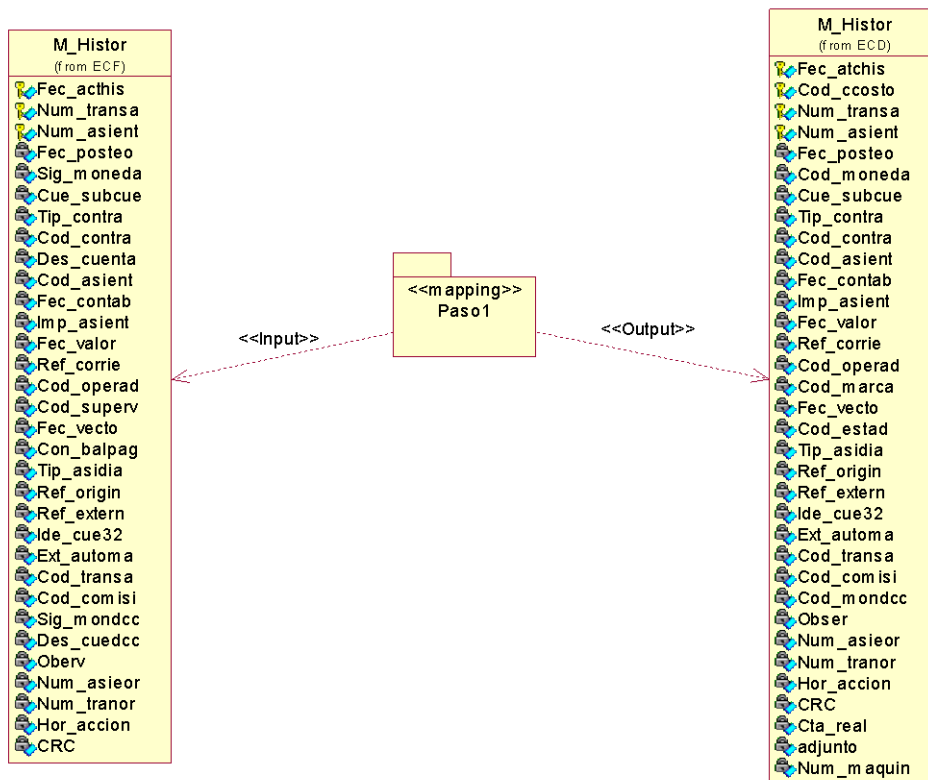 M_Histor
(from ECF)
Fec_acthis
Num_transa
Num_asient
Fec_posteo
Sig_moneda
Cue_subcue
Tip_contra
Cod_contra
Des_cuenta
Cod_asient
Fec_contab
Imp_asient
Fec_valor
Ref_corrie
Cod_operad
Cod_superv
Fec_vecto
Con_balpag
Tip_asidia
Ref_origin
Ref_extern
Ide_cue32
Ext_automa
Cod_transa
Cod_comisi
Sig_mondcc
Des_cuedcc
Oberv
Num_asieor
Num_tranor
Hor_accion
CRC
<<Input>>
<<mapping>>
Paso1
<<Output>>
M_Histor
(from ECD)
Fec_atchis
Cod_ccosto
Num_transa
Num_asient
Fec_posteo
Cod_moneda
Cue_subcue
Tip_contra
Cod_contra
Cod_asient
Fec_contab
Imp_asient
Fec_valor
Ref_corrie
Cod_operad
Cod_marca
Fec_vecto
Cod_estad
Tip_asidia
Ref_origin
Ref_extern
Ide_cue32
Ext_automa
Cod_transa
Cod_comisi
Cod_mondcc
Obser
Num_asieor
Num_tranor
Hor_accion
CRC
Cta_real
adjunto
Num_maquin